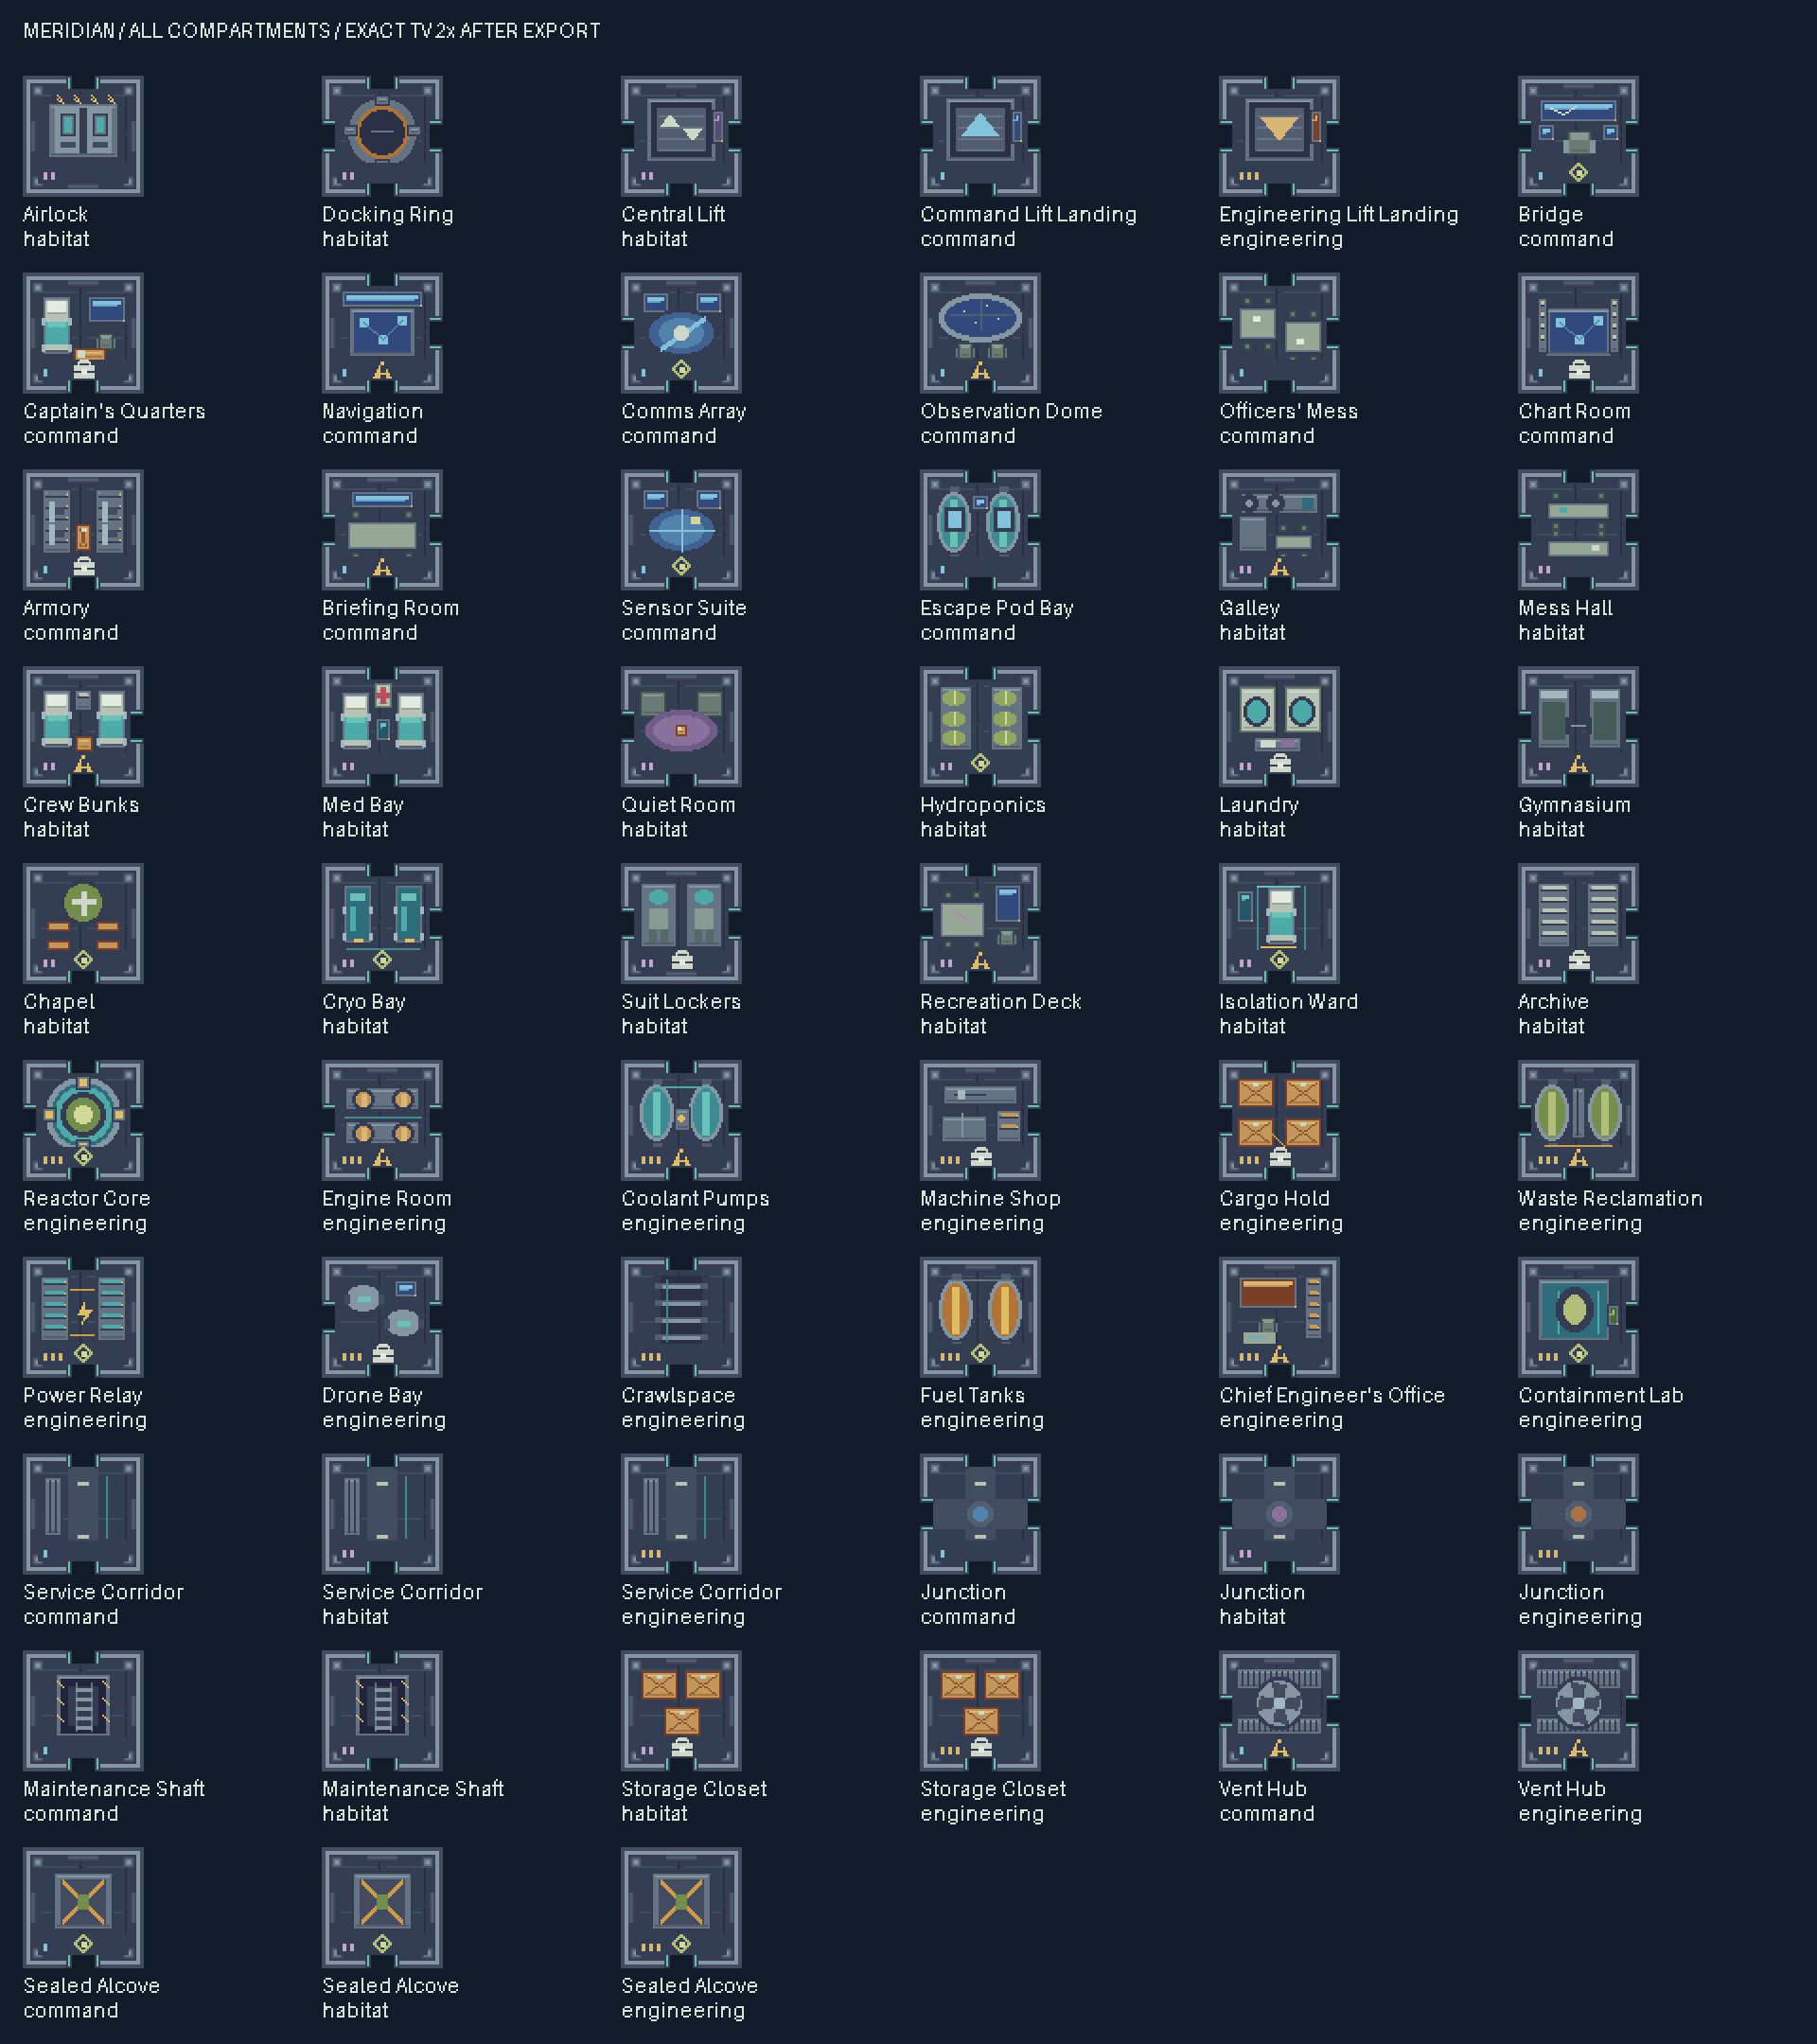 MERIDIAN / ALL COMPARTMENTS / EXACT TV 2x AFTER EXPORT
Airlock
habitat
Docking Ring
habitat
Central Lift
habitat
Command Lift Landing
command
Engineering Lift Landing
engineering
Bridge
command
Captain's Quarters
command
Navigation
command
Comms Array
command
Observation Dome
command
Officers' Mess
command
Chart Room
command
Armory
command
Briefing Room
command
Sensor Suite
command
Escape Pod Bay
command
Galley
habitat
Mess Hall
habitat
Crew Bunks
habitat
Med Bay
habitat
Quiet Room
habitat
Hydroponics
habitat
Laundry
habitat
Gymnasium
habitat
Chapel
habitat
Cryo Bay
habitat
Suit Lockers
habitat
Recreation Deck
habitat
Isolation Ward
habitat
Archive
habitat
Reactor Core
engineering
Engine Room
engineering
Coolant Pumps
engineering
Machine Shop
engineering
Cargo Hold
engineering
Waste Reclamation
engineering
Power Relay
engineering
Drone Bay
engineering
Crawlspace
engineering
Fuel Tanks
engineering
Chief Engineer's Office
engineering
Containment Lab
engineering
Service Corridor
command
Service Corridor
habitat
Service Corridor
engineering
Junction
command
Junction
habitat
Junction
engineering
Maintenance Shaft
command
Maintenance Shaft
habitat
Storage Closet
habitat
Storage Closet
engineering
Vent Hub
command
Vent Hub
engineering
Sealed Alcove
command
Sealed Alcove
habitat
Sealed Alcove
engineering